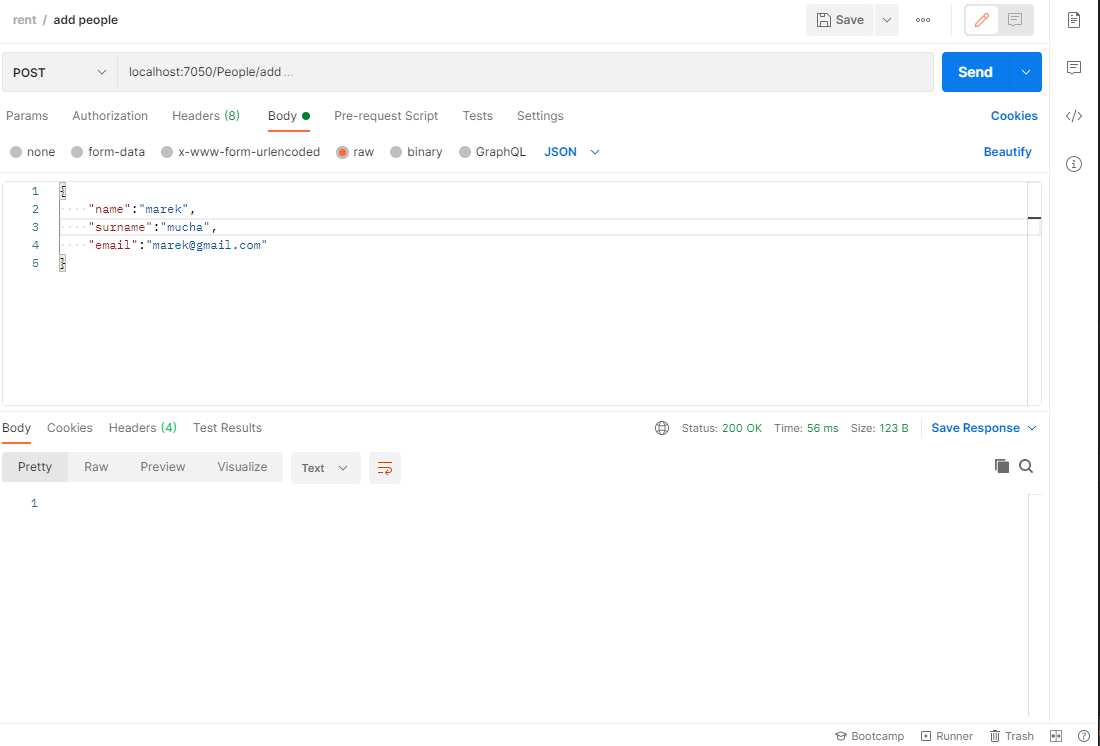 rent / add people
Save
POST
localhost:7050/People/add ...
Send
Params Authorization Headers (8) Body Pre-request Script Tests Settings Cookies
none form-data x-www-form-urlencoded raw binary GraphQL JSON Beautify
1 {
2 ····"name":"marek",
3 ····"surname":"mucha",
4 ····"email":"marek@gmail.com"
5 }
Body Cookies Headers (4) Test Results Status: 200 OK Time: 56 ms Size: 123 B Save Response
Pretty Raw Preview Visualize Text
1
Bootcamp Runner Trash